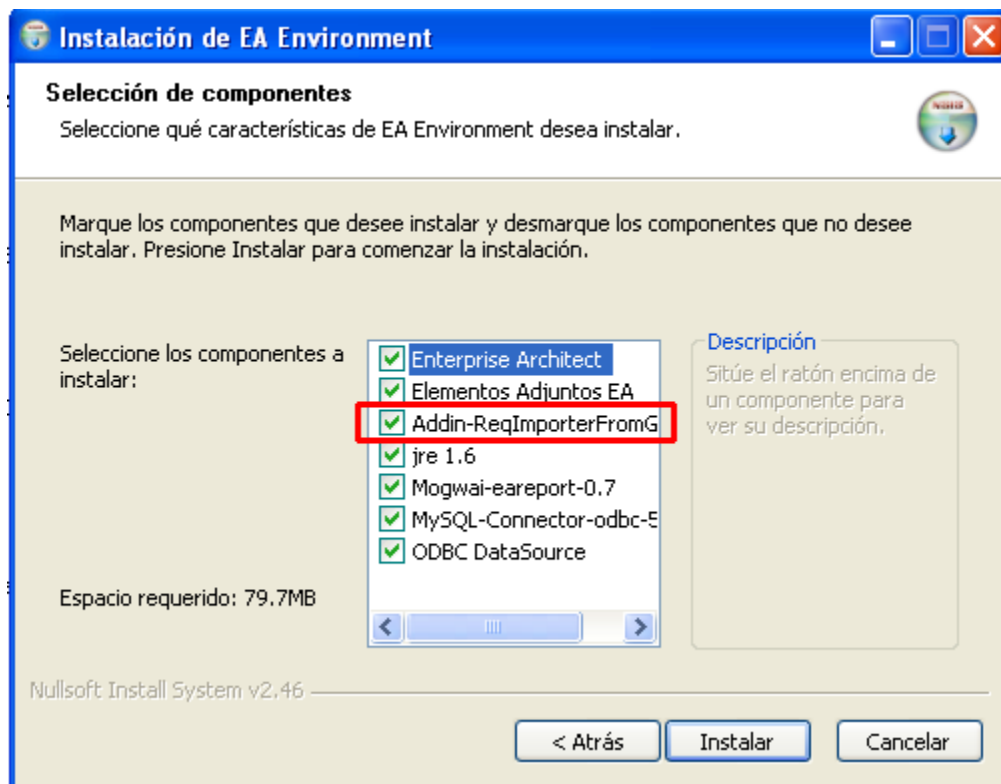 Instalación de EA Environment
Selección de componentes
Seleccione qué características de EA Environment desea instalar.
Marque los componentes que desee instalar y desmarque los componentes que no desee
instalar. Presione Instalar para comenzar la instalación.
Seleccione los componentes a
instalar:
Enterprise Architect
Elementos Adjuntos EA
Addin-ReqImporterFromG
jre 1.6
Mogwai-eareport-0.7
MySQL-Connector-odbc-5
ODBC DataSource
Descripción
Sitúe el ratón encima de
un componente para
ver su descripción.
Espacio requerido: 79.7MB
Nullsoft Install System v2.46
< Atrás
Instalar
Cancelar